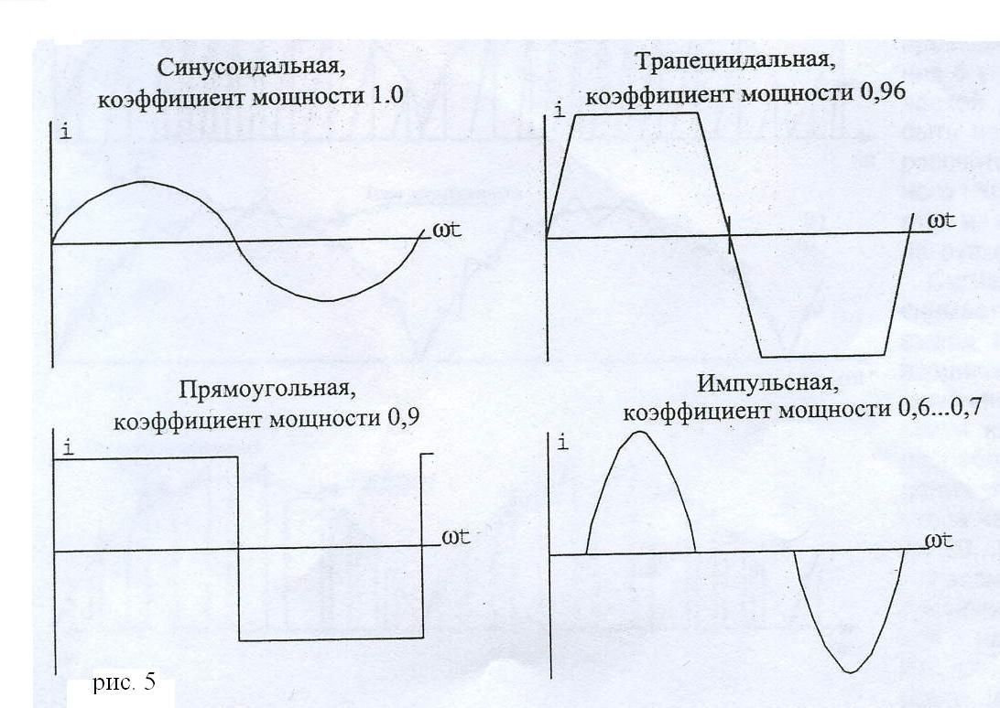 Синусоидальная,
коэффициент мощности 1.0
i
ωt
Трапециидальная,
коэффициент мощности 0,96
i
ωt
Прямоугольная,
коэффициент мощности 0,9
i
ωt
Импульсная,
коэффициент мощности 0,6...0,7
i
ωt
рис. 5